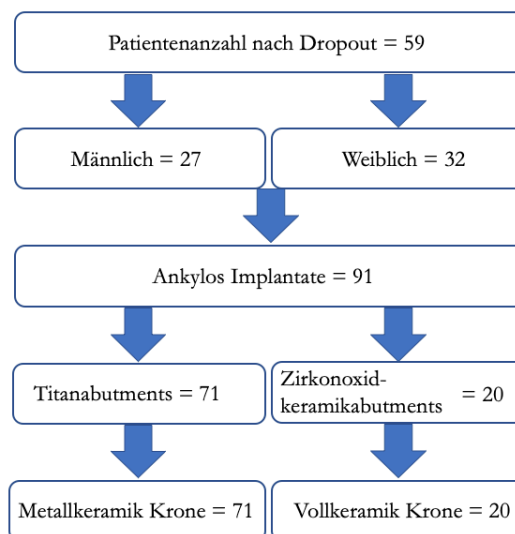 Patientenanzahl nach Dropout = 59
Männlich = 27
Weiblich = 32
Ankylos Implantate = 91
Titanabutments = 71
Zirkonoxid-
keramikabutments = 20
Metallkeramik Krone = 71
Vollkeramik Krone = 20